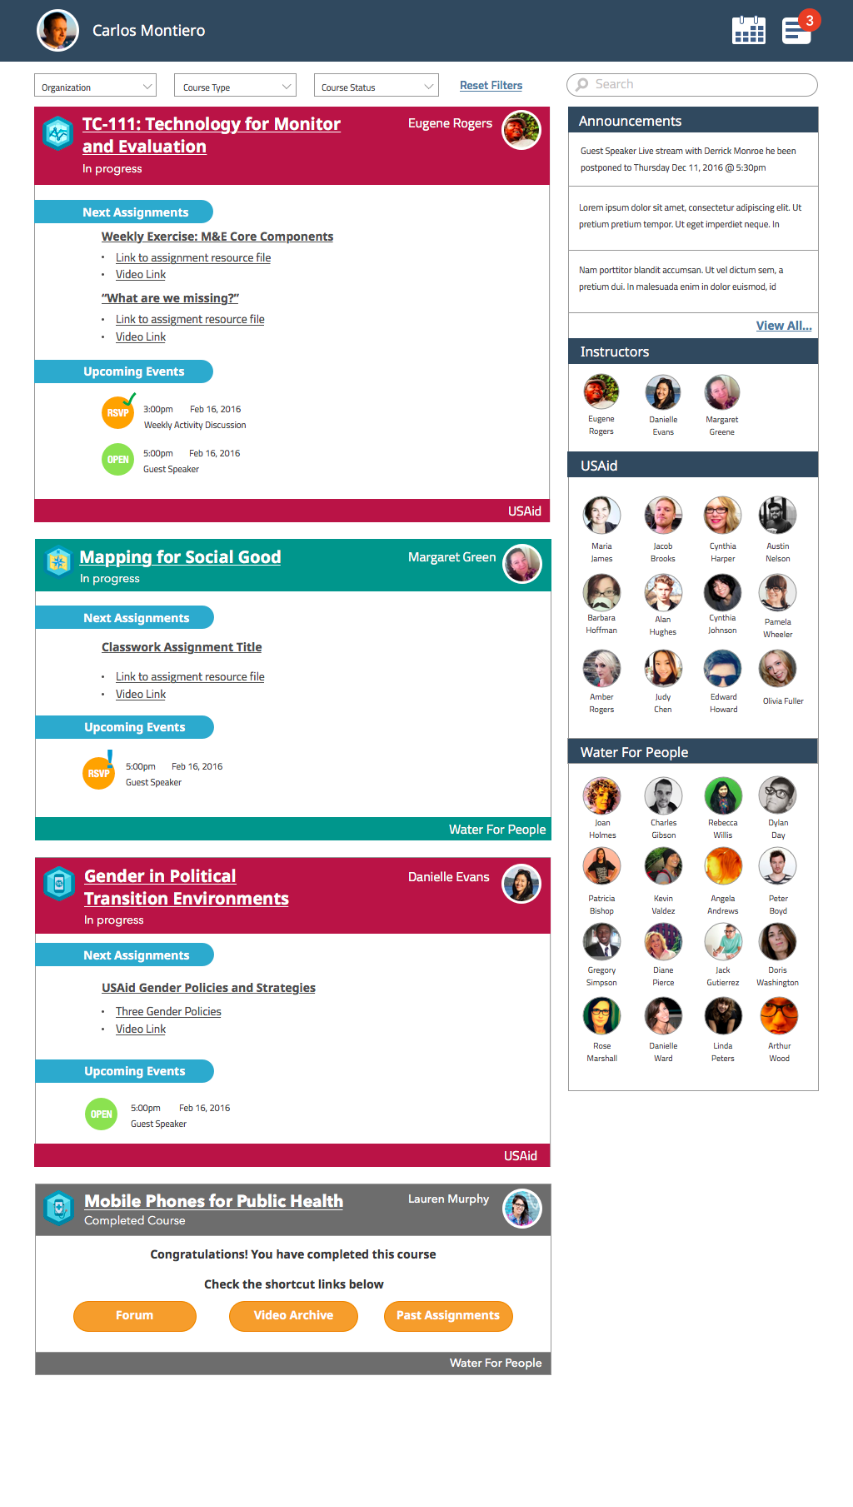 Carlos Montiero
3
Organization
Course Type
Course Status
Reset Filters
Search
TC-111: Technology for Monitor
and Evaluation
In progress
Eugene Rogers
Next Assignments
Weekly Exercise: M&E Core Components
• Link to assignment resource file
• Video Link
“What are we missing?”
• Link to assigment resource file
• Video Link
Upcoming Events
RSVP
3:00pm Feb 16, 2016
Weekly Activity Discussion
OPEN
5:00pm Feb 16, 2016
Guest Speaker
USAid
Mapping for Social Good
In progress
Margaret Green
Next Assignments
Classwork Assignment Title
• Link to assigment resource file
• Video Link
Upcoming Events
RSVP
!
5:00pm Feb 16, 2016
Guest Speaker
Water For People
Gender in Political
Transition Environments
In progress
Danielle Evans
Next Assignments
USAid Gender Policies and Strategies
• Three Gender Policies
• Video Link
Upcoming Events
OPEN
5:00pm Feb 16, 2016
Guest Speaker
USAid
Mobile Phones for Public Health
Completed Course
Lauren Murphy
Congratulations! You have completed this course
Check the shortcut links below
Forum
Video Archive
Past Assignments
Water For People
Announcements
Guest Speaker Live stream with Derrick Monroe he been
postponed to Thursday Dec 11, 2016 @ 5:30pm
Lorem ipsum dolor sit amet, consectetur adipiscing elit. Ut
pretium pretium tempor. Ut eget imperdiet neque. In
Nam porttitor blandit accumsan. Ut vel dictum sem, a
pretium dui. In malesuada enim in dolor euismod, id
View All...
Instructors
Eugene
Rogers
Danielle
Evans
Margaret
Greene
USAid
Maria
James
Jacob
Brooks
Cynthia
Harper
Austin
Nelson
Barbara
Hoffman
Alan
Hughes
Cynthia
Johnson
Pamela
Wheeler
Amber
Rogers
Judy
Chen
Edward
Howard
Olivia Fuller
Water For People
Joan
Holmes
Charles
Gibson
Rebecca
Willis
Dylan
Day
Patricia
Bishop
Kevin
Valdez
Angela
Andrews
Peter
Boyd
Gregory
Simpson
Diane
Pierce
Jack
Gutierrez
Doris
Washington
Rose
Marshall
Danielle
Ward
Linda
Peters
Arthur
Wood